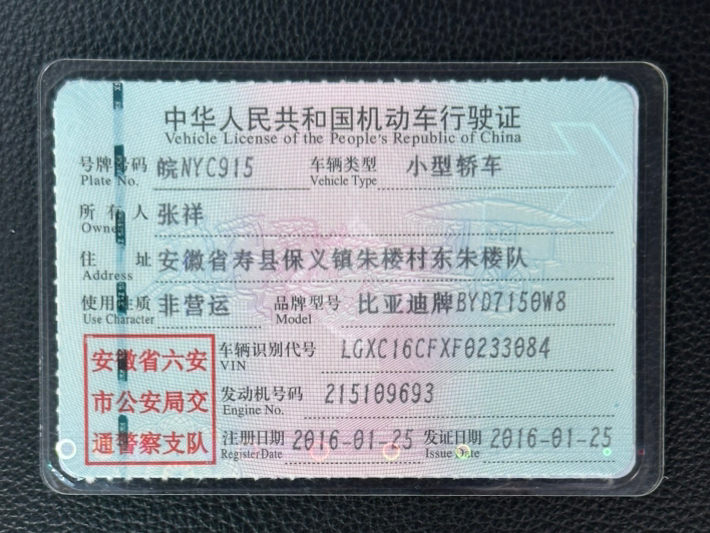 中华人民共和国机动车行驶证
Vehicle License of the People's Republic of China
号牌号码 皖NYC915 车辆类型 小型轿车
Plate No. Vehicle Type
所有人 张祥
Owner
住址 安徽省寿县保义镇朱楼村东朱楼队
Address
使用性质 非营运 品牌型号 比亚迪牌BYD7150W8
Use Character Model
车辆识别代号 LGXC16CFXF0233084
VIN
发动机号码 215109693
Engine No.
注册日期 2016-01-25 发证日期 2016-01-25
Register Date Issue Date
安徽省六安
市公安局交
通警察支队